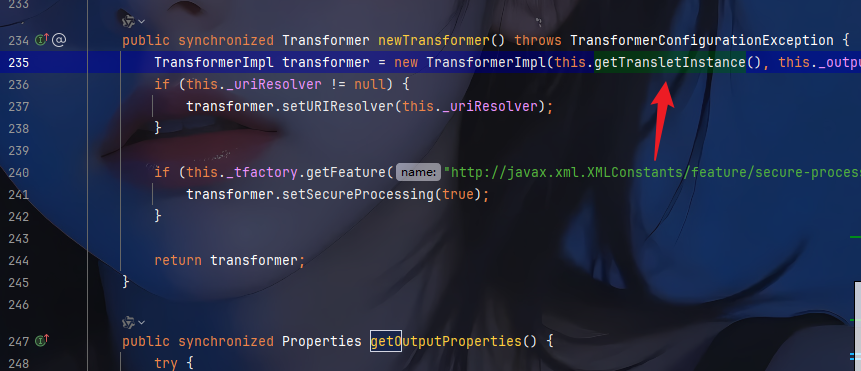 233
234 public synchronized Transformer newTransformer() throws TransformerConfigurationException {
235 TransformerImpl transformer = new TransformerImpl(this.getTransletInstance(), this._outp
236 if (this._uriResolver != null) {
237 transformer.setURIResolver(this._uriResolver);
238 }
239
240 if (this._tfactory.getFeature( name: "http://javax.xml.XMLConstants/feature/secure-process
241 transformer.setSecureProcessing(true);
242 }
243
244 return transformer;
245 }
246
247 public synchronized Properties getOutputProperties() {
248 try {